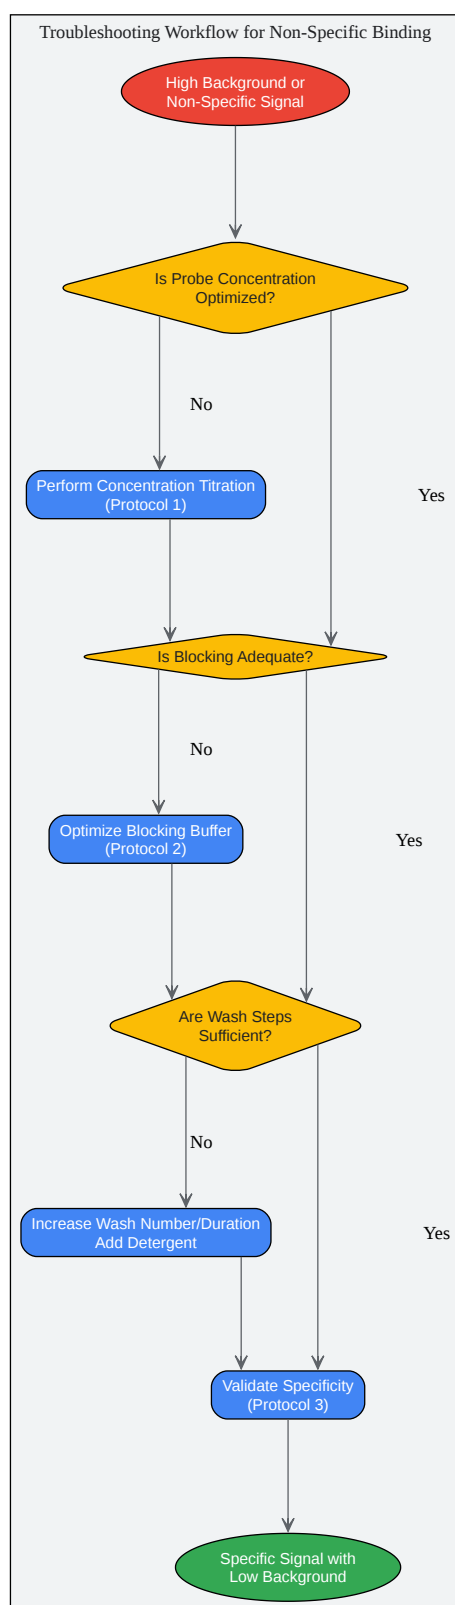 Troubleshooting Workflow for Non-Specific Binding
High Background or
Non-Specific Signal
Is Probe Concentration
Optimized?
No
Perform Concentration Titration
(Protocol 1)
Yes
Is Blocking Adequate?
No
Optimize Blocking Buffer
(Protocol 2)
Yes
Are Wash Steps
Sufficient?
No
Increase Wash Number/Duration
Add Detergent
Yes
Validate Specificity
(Protocol 3)
Specific Signal with
Low Background